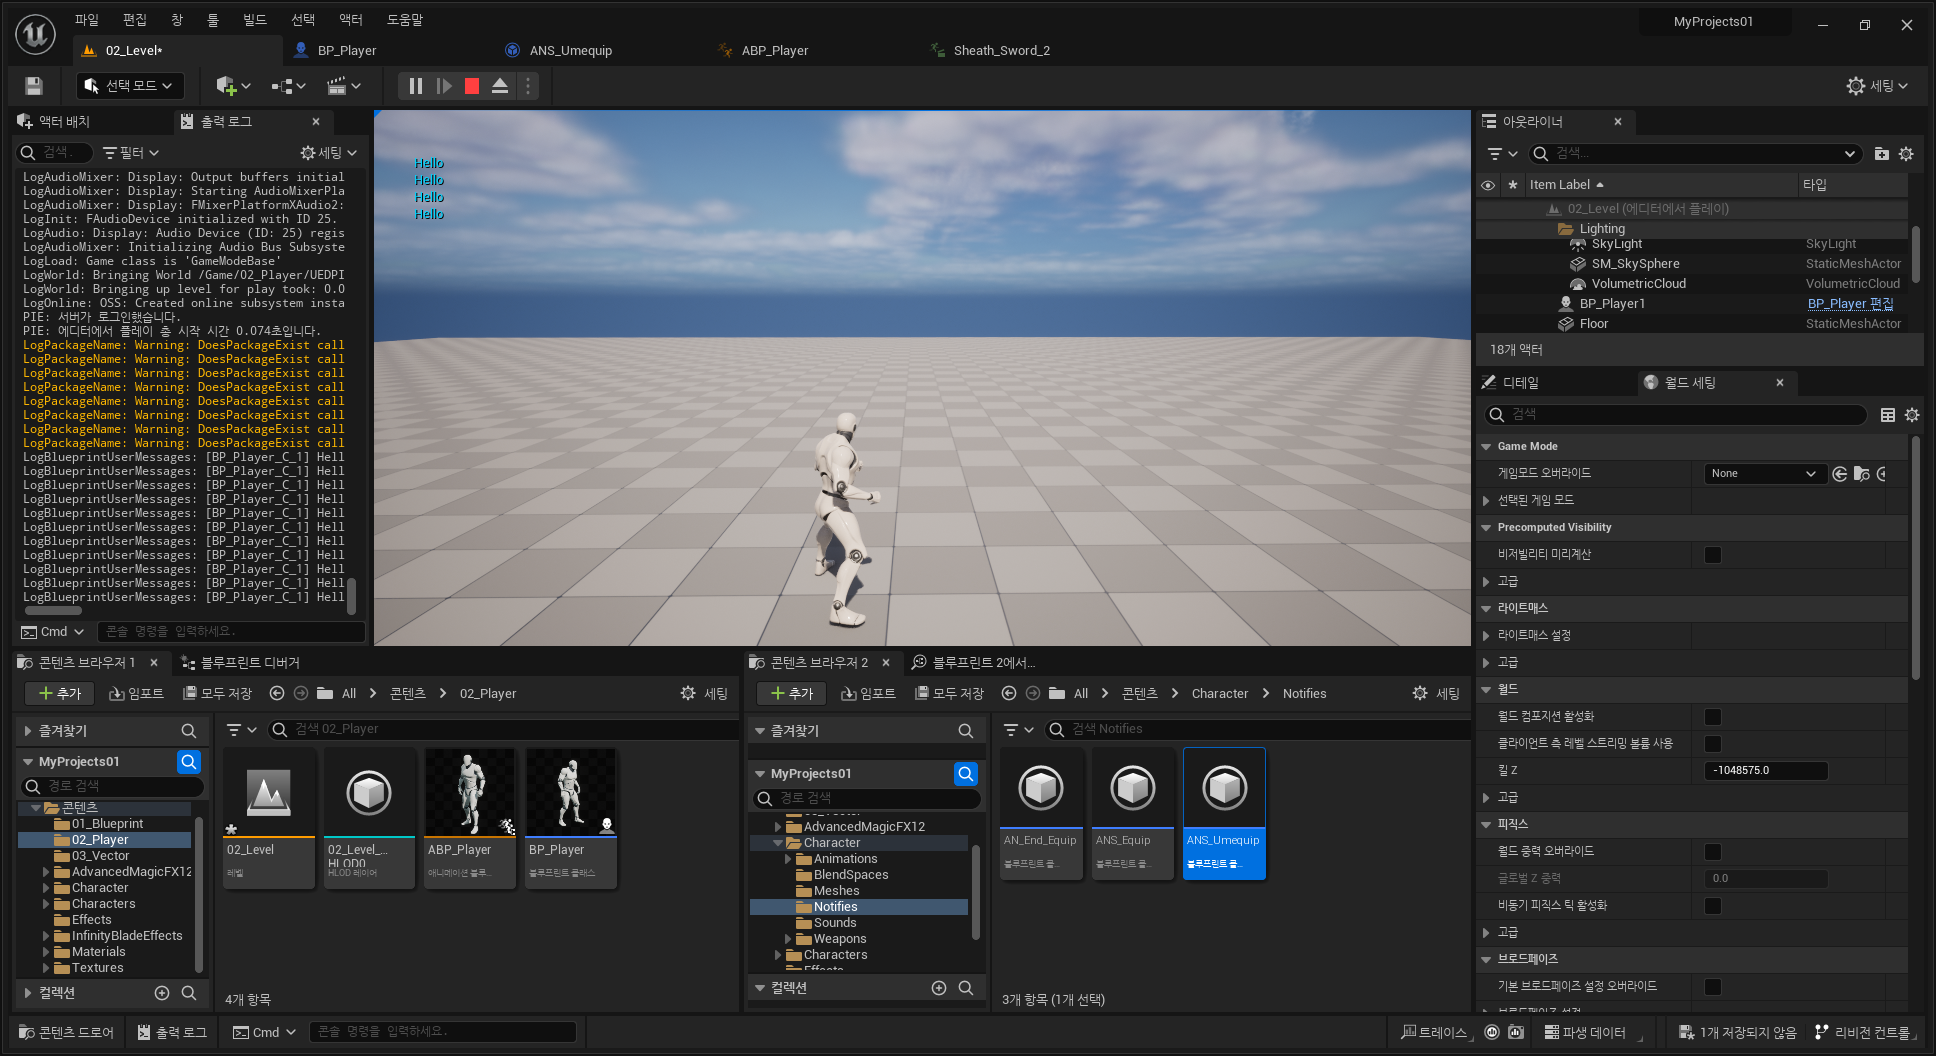 파일 편집 창 툴 빌드 선택 액터 도움말
MyProjects01
02_Level*
BP_Player
ANS_Umequip
ABP_Player
Sheath_Sword_2
선택 모드
세팅
액터 배치
출력 로그
검색.
필터
세팅
LogAudioMixer: Display: Output buffers initial
LogAudioMixer: Display: Starting AudioMixerPla
LogAudioMixer: Display: FMixerPlatformXAudio2:
LogInit: FAudioDevice initialized with ID 25.
LogAudio: Display: Audio Device (ID: 25) regis
LogAudioMixer: Initializing Audio Bus Subsyste
LogLoad: Game class is 'GameModeBase'
LogWorld: Bringing World /Game/02_Player/UEDPI
LogWorld: Bringing up level for play took: 0.0
LogOnline: OSS: Created online subsystem insta
PIE: 서버가 로그인했습니다.
PIE: 에디터에서 플레이 총 시작 시간 0.074초입니다.
LogPackageName: Warning: DoesPackageExist call
LogPackageName: Warning: DoesPackageExist call
LogPackageName: Warning: DoesPackageExist call
LogPackageName: Warning: DoesPackageExist call
LogPackageName: Warning: DoesPackageExist call
LogPackageName: Warning: DoesPackageExist call
LogPackageName: Warning: DoesPackageExist call
LogPackageName: Warning: DoesPackageExist call
LogBlueprintUserMessages: [BP_Player_C_1] Hell
LogBlueprintUserMessages: [BP_Player_C_1] Hell
LogBlueprintUserMessages: [BP_Player_C_1] Hell
LogBlueprintUserMessages: [BP_Player_C_1] Hell
LogBlueprintUserMessages: [BP_Player_C_1] Hell
LogBlueprintUserMessages: [BP_Player_C_1] Hell
LogBlueprintUserMessages: [BP_Player_C_1] Hell
LogBlueprintUserMessages: [BP_Player_C_1] Hell
LogBlueprintUserMessages: [BP_Player_C_1] Hell
LogBlueprintUserMessages: [BP_Player_C_1] Hell
LogBlueprintUserMessages: [BP_Player_C_1] Hell
Cmd
콘솔 명령을 입력하세요.
Hello
Hello
Hello
Hello
아웃라이너
검색...
Item Label
타입
02_Level (에디터에서 플레이)
Lighting
SkyLight SkyLight
SM_SkySphere StaticMeshActor
VolumetricCloud VolumetricCloud
BP_Player1 BP_Player 편집
Floor StaticMeshActor
18개 액터
디테일
월드 세팅
검색
Game Mode
게임모드 오버라이드 None
선택된 게임 모드
Precomputed Visibility
비저빌리티 미리계산
고급
라이트매스
라이트매스 설정
고급
월드
월드 컴포지션 활성화
클라이언트 측 레벨 스트리밍 볼륨 사용
킬 Z -1048575.0
고급
피직스
월드 중력 오버라이드
글로벌 Z 중력 0.0
비동기 피직스 틱 활성화
고급
브로드페이즈
기본 브로드페이즈 설정 오버라이드
콘텐츠 브라우저 1
블루프린트 디버거
추가 임포트 모두 저장 All 콘텐츠 02_Player 세팅
즐겨찾기
검색 02_Player
MyProjects01
경로 검색
콘텐츠
01_Blueprint
02_Player
03_Vector
AdvancedMagicFX12
Character
Characters
Effects
InfinityBladeEffects
Materials
Textures
컬렉션
02_Level
레벨
02_Level_...
HLOD0
HLOD 레이어
ABP_Player
애니메이션 블루...
BP_Player
블루프린트 클래스
4개 항목
콘텐츠 브라우저 2
블루프린트 2에서...
추가 임포트 모두 저장 All 콘텐츠 Character Notifies 세팅
즐겨찾기
검색 Notifies
MyProjects01
경로 검색
AdvancedMagicFX12
Character
Animations
BlendSpaces
Meshes
Notifies
Sounds
Weapons
Characters
Effects
컬렉션
AN_End_Equip
블루프린트 클...
ANS_Equip
블루프린트 클...
ANS_Umequip
블루프린트 클...
3개 항목 (1개 선택)
콘텐츠 드로어
출력 로그
Cmd
콘솔 명령을 입력하세요.
트레이스
파생 데이터
1개 저장되지 않음
리비전 컨트롤